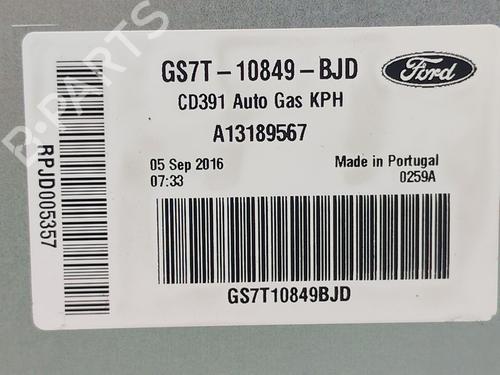 GS7T-10849-BJD
Ford
CD391 Auto Gas KPH
A13189567
05 Sep 2016
07:33
Made in Portugal
0259A
GS7T10849BJD
RPJD005357
B-PARTS